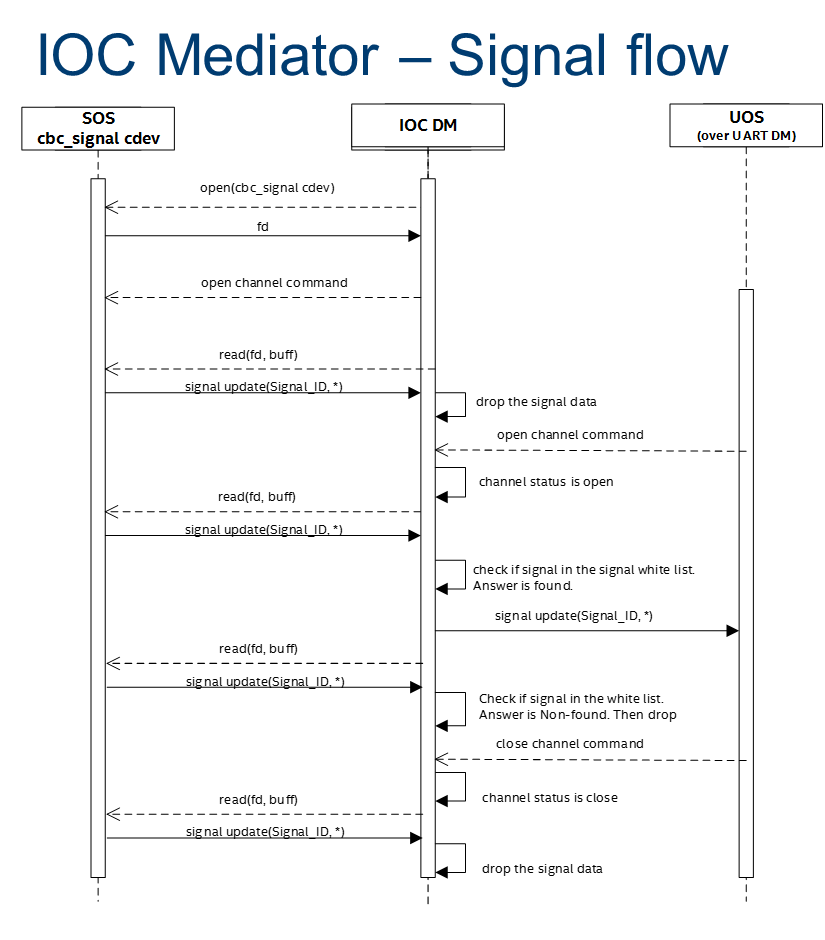 IOC Mediator – Signal flow
SOS
cbc_signal cdev
IOC DM
UOS
(over UART DM)
open(cbc_signal cdev)
fd
open channel command
read(fd, buff)
signal update(Signal_ID, *)
drop the signal data
open channel command
channel status is open
read(fd, buff)
signal update(Signal_ID, *)
check if signal in the signal white list.
Answer is found.
signal update(Signal_ID, *)
read(fd, buff)
signal update(Signal_ID, *)
Check if signal in the white list.
Answer is Non-found. Then drop
close channel command
channel status is close
read(fd, buff)
signal update(Signal_ID, *)
drop the signal data